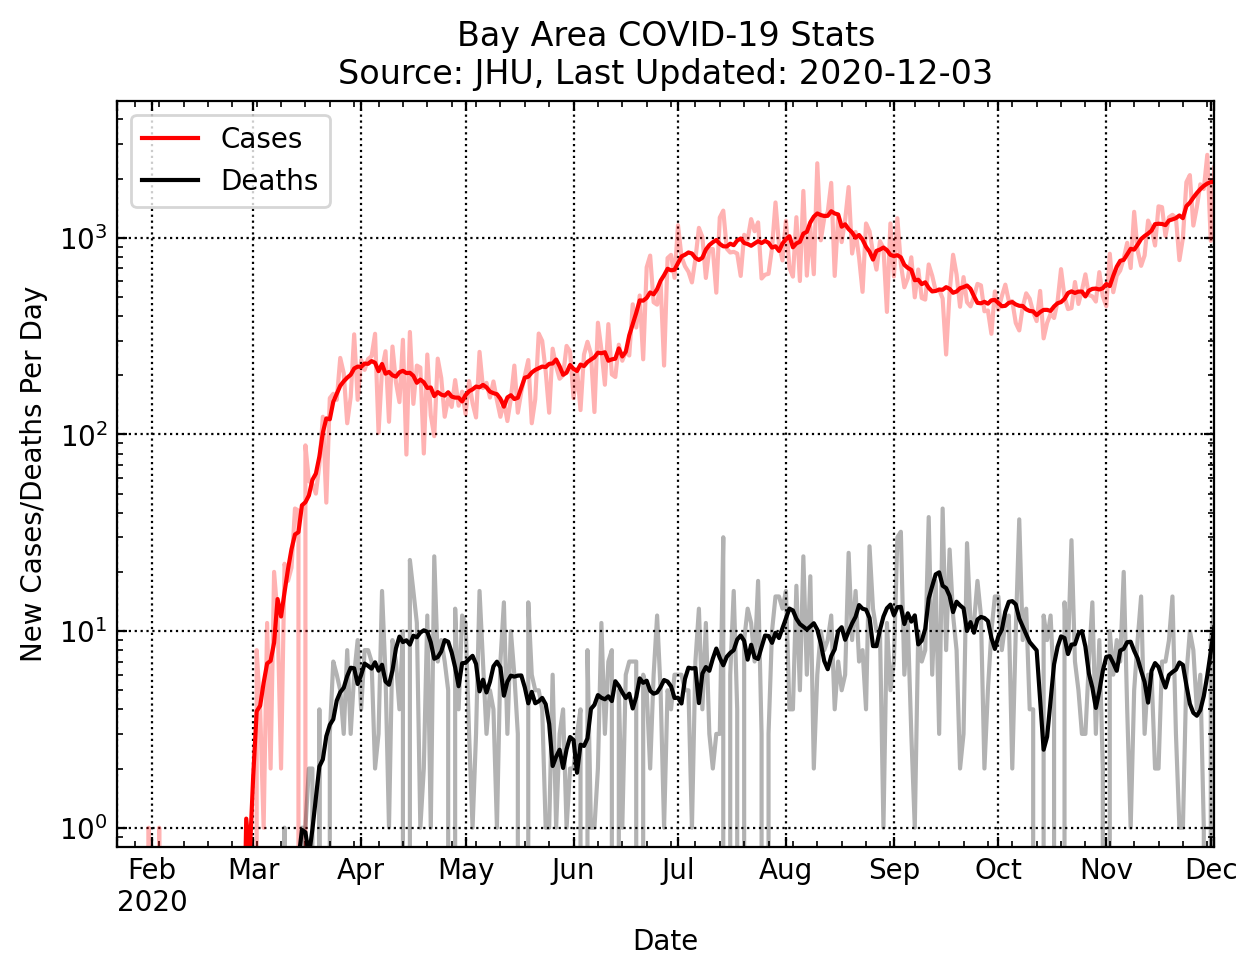 Bay Area COVID-19 Stats
Source: JHU, Last Updated: 2020-12-03
Cases
Deaths
New Cases/Deaths Per Day
10³
10²
10¹
10⁰
Feb Mar Apr May Jun Jul Aug Sep Oct Nov Dec
2020
Date